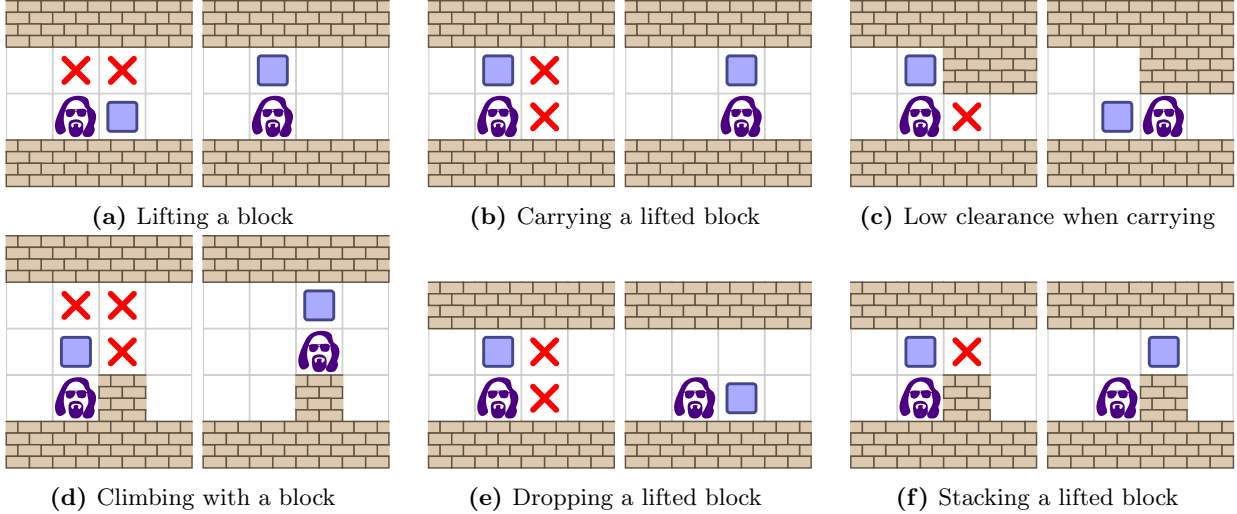 (a) Lifting a block
(b) Carrying a lifted block
(c) Low clearance when carrying
(d) Climbing with a block
(e) Dropping a lifted block
(f) Stacking a lifted block